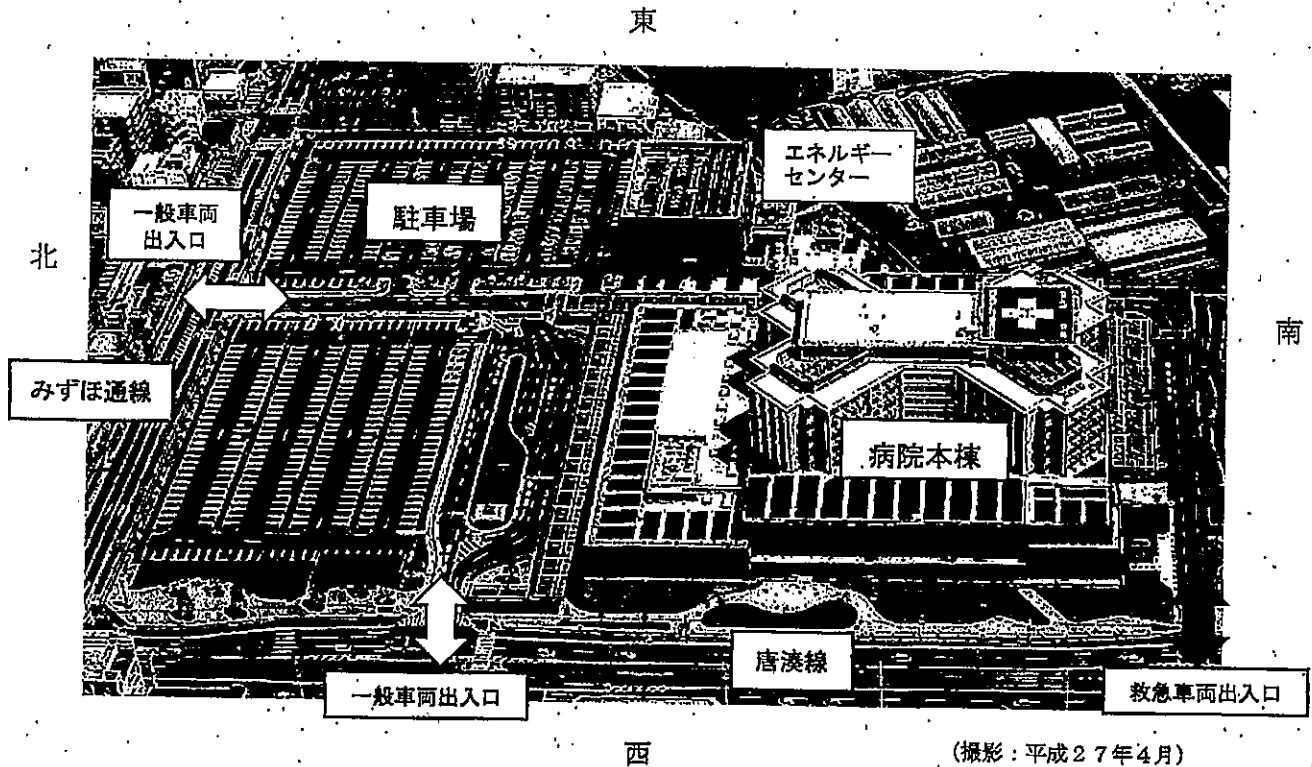 東
エネルギー
センター
一般車両
出入口
駐車場
北
南
みずほ通線
病院本棟
唐湊線
一般車両出入口
救急車両出入口
西
(撮影:平成27年4月)